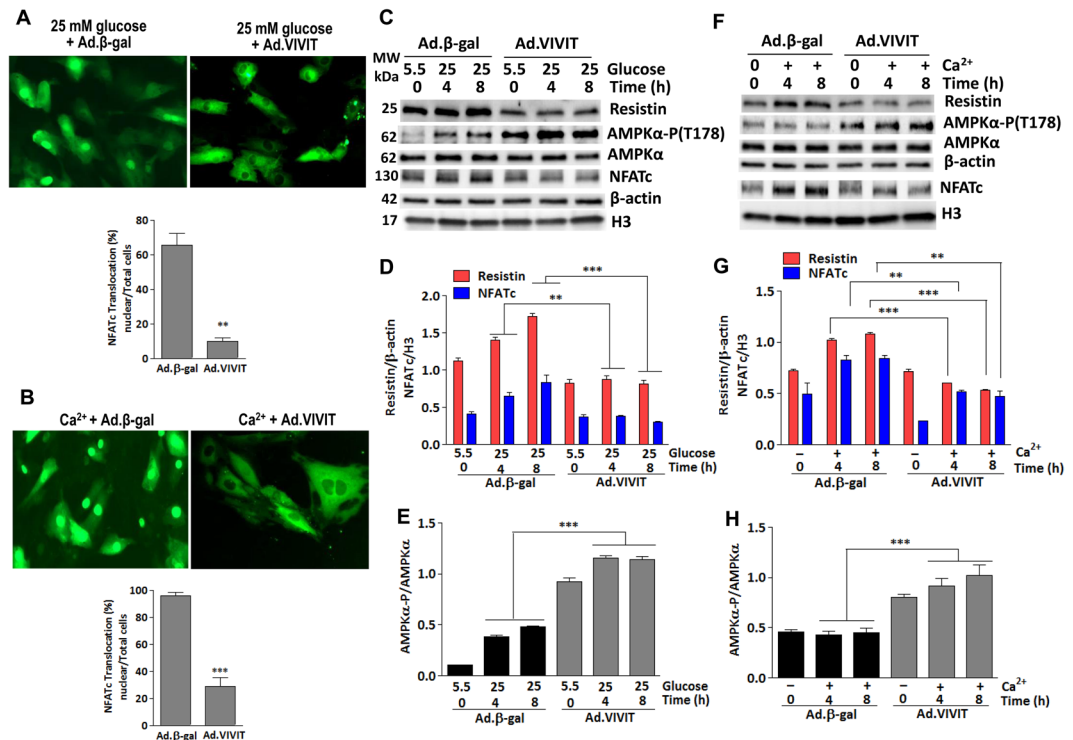 A
25 mM glucose
+ Ad.β-gal
25 mM glucose
+ Ad.VIVIT
NFATc Translocation (%)
nuclear/Total cells
80
60
40
20
0
**
Ad.β-gal Ad.VIVIT
B
Ca²⁺ + Ad.β-gal
Ca²⁺ + Ad.VIVIT
NFATc Translocation (%)
nuclear/Total cells
100
80
60
40
20
0
***
Ad.β-gal Ad.VIVIT
C
Ad.β-gal Ad.VIVIT
MW
kDa
5.5 25 25 5.5 25 25 Glucose
0 4 8 0 4 8 Time (h)
25 Resistin
62 AMPKα-P(T178)
62 AMPKα
130 NFATc
42 β-actin
17 H3
D
Resistin
NFATc
Resistin/β-actin
NFATc/H3
2.0
1.5
1.0
0.5
0.0
***
**
5.5 25 25 5.5 25 25 Glucose
0 4 8 0 4 8 Time (h)
Ad.β-gal Ad.VIVIT
E
AMPKα-P/AMPKα
1.5
1.0
0.5
0.0
***
5.5 25 25 5.5 25 25 Glucose
0 4 8 0 4 8 Time (h)
Ad.β-gal Ad.VIVIT
F
Ad.β-gal Ad.VIVIT
0 + + 0 + + Ca²⁺
0 4 8 0 4 8 Time (h)
Resistin
AMPKα-P(T178)
AMPKα
β-actin
NFATc
H3
G
Resistin
NFATc
Resistin/β-actin
NFATc/H3
1.5
1.0
0.5
0.0
**
**
***
***
– + + – + + Ca²⁺
0 4 8 0 4 8 Time (h)
Ad.β-gal Ad.VIVIT
H
AMPKα-P/AMPKα
1.5
1.0
0.5
0.0
***
– + + – + + Ca²⁺
0 4 8 0 4 8 Time (h)
Ad.β-gal Ad.VIVIT